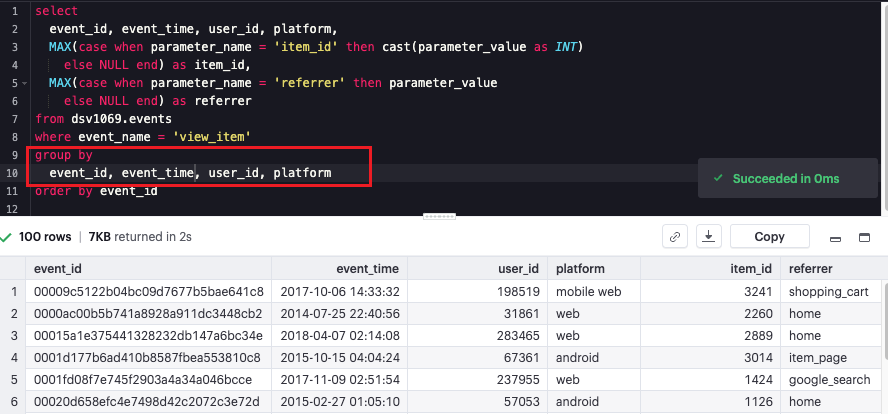 1 select
2 event_id, event_time, user_id, platform,
3 MAX(case when parameter_name = 'item_id' then cast(parameter_value as INT)
4 else NULL end) as item_id,
5 MAX(case when parameter_name = 'referrer' then parameter_value
6 else NULL end) as referrer
7 from dsv1069.events
8 where event_name = 'view_item'
9 group by
10 event_id, event_time, user_id, platform
11 order by event_id
12
Succeeded in 0ms
100 rows | 7KB returned in 2s
Copy
event_id event_time user_id platform item_id referrer
1 00009c5122b04bc09d7677b5bae641c8 2017-10-06 14:33:32 198519 mobile web 3241 shopping_cart
2 0000ac00b5b741a8928a911dc3448cb2 2014-07-25 22:40:56 31861 web 2260 home
3 00015a1e375441328232db147a6bc34e 2018-04-07 02:14:08 283465 web 2889 home
4 0001d177b6ad410b8587fbea553810c8 2015-10-15 04:04:24 67361 android 3014 item_page
5 0001fd08f7e745f2903a4a34a046bcce 2017-11-09 02:51:54 237955 web 1424 google_search
6 00020d658efc4e7498d42c2072c3e72d 2015-02-27 01:05:10 57053 android 1126 home